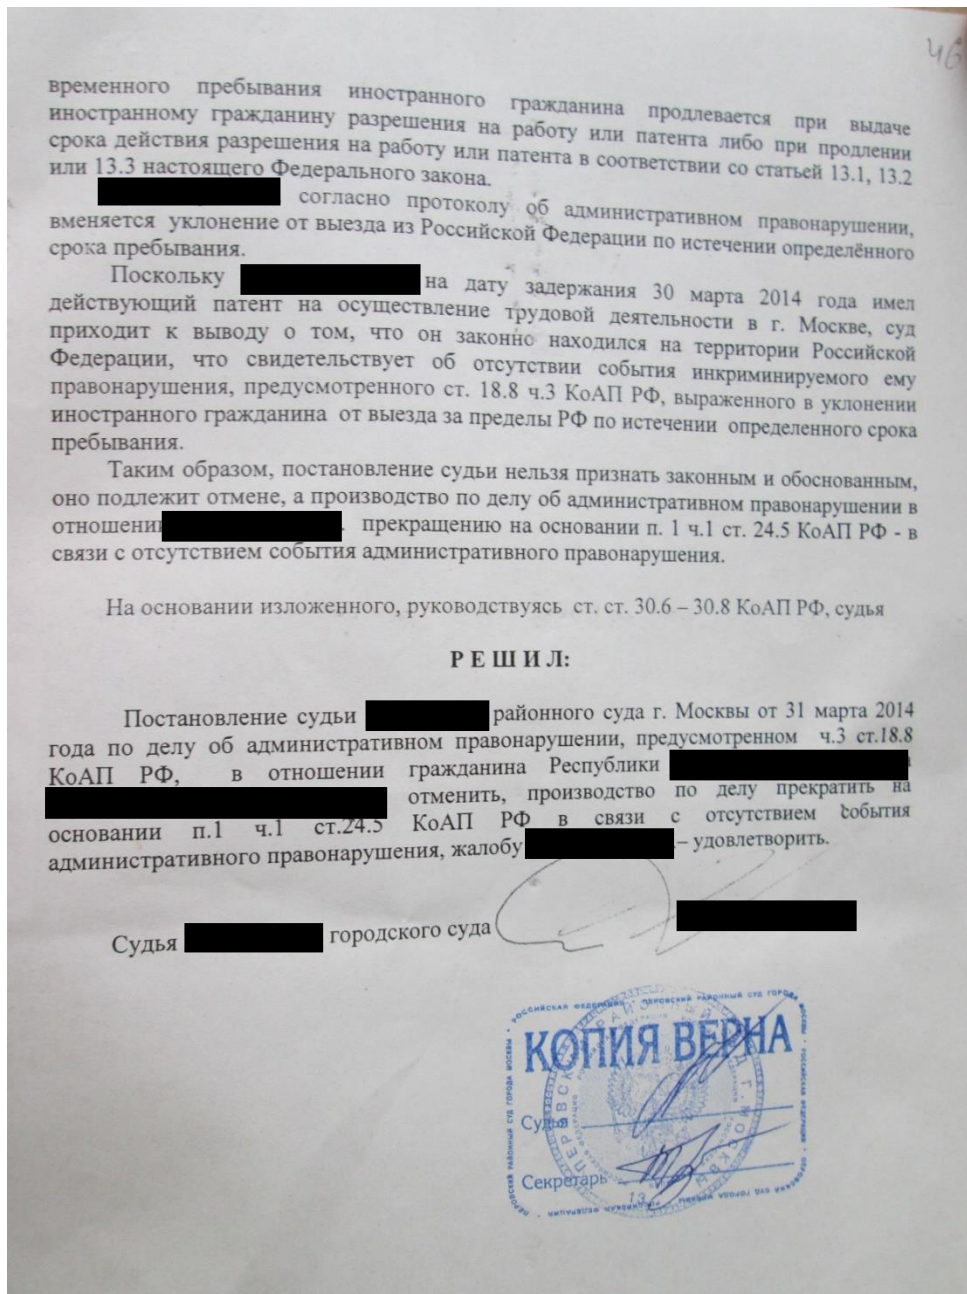 46
временного пребывания иностранного гражданина продлевается при выдаче
иностранному гражданину разрешения на работу или патента либо при продлении
срока действия разрешения на работу или патента в соответствии со статьей 13.1, 13.2
или 13.3 настоящего Федерального закона.
согласно протоколу об административном правонарушении,
вменяется уклонение от выезда из Российской Федерации по истечении определённого
срока пребывания.
Поскольку на дату задержания 30 марта 2014 года имел
действующий патент на осуществление трудовой деятельности в г. Москве, суд
приходит к выводу о том, что он законно находился на территории Российской
Федерации, что свидетельствует об отсутствии события инкриминируемого ему
правонарушения, предусмотренного ст. 18.8 ч.3 КоАП РФ, выраженного в уклонении
иностранного гражданина от выезда за пределы РФ по истечении определенного срока
пребывания.
Таким образом, постановление судьи нельзя признать законным и обоснованным,
оно подлежит отмене, а производство по делу об административном правонарушении в
отношении прекращению на основании п. 1 ч.1 ст. 24.5 КоАП РФ - в
связи с отсутствием события административного правонарушения.
На основании изложенного, руководствуясь ст. ст. 30.6 – 30.8 КоАП РФ, судья
Р Е Ш И Л:
Постановление судьи районного суда г. Москвы от 31 марта 2014
года по делу об административном правонарушении, предусмотренном ч.3 ст.18.8
КоАП РФ, в отношении гражданина Республики
отменить, производство по делу прекратить на
основании п.1 ч.1 ст.24.5 КоАП РФ в связи с отсутствием события
административного правонарушения, жалобу – удовлетворить.
Судья городского суда
РОССИЙСКАЯ ФЕДЕРАЦИЯ · ПЕРОВСКИЙ РАЙОННЫЙ СУД ГОРОДА МОСКВЫ
КОПИЯ ВЕРНА
Судья
Секретарь
13